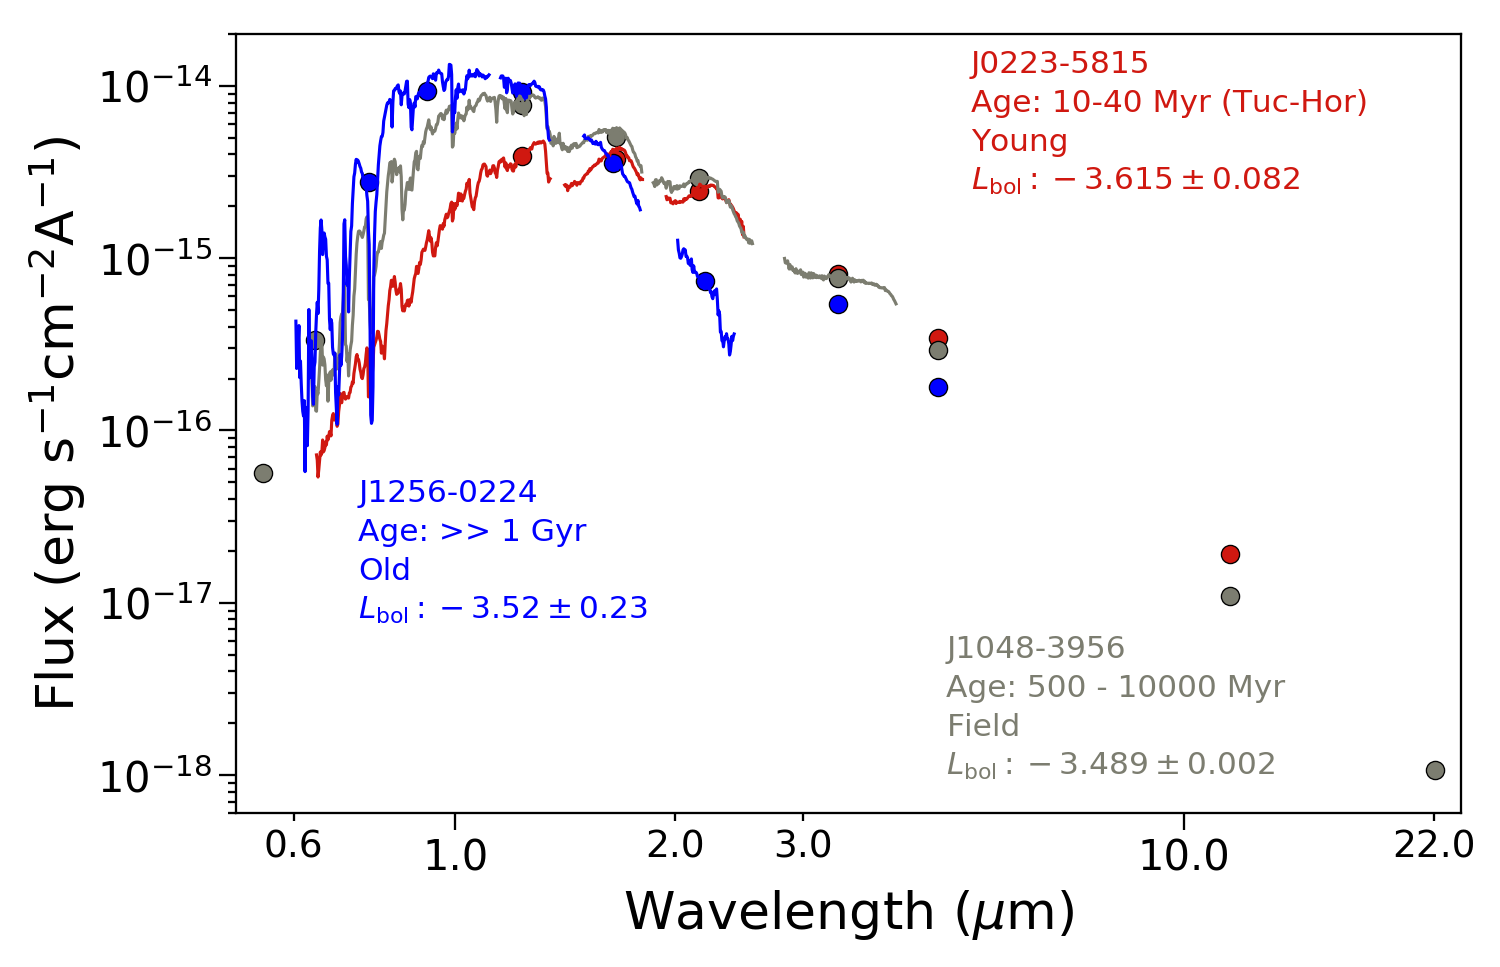 10⁻¹⁴
10⁻¹⁵
10⁻¹⁶
10⁻¹⁷
10⁻¹⁸
Flux (erg s⁻¹cm⁻²A⁻¹)
J0223-5815
Age: 10-40 Myr (Tuc-Hor)
Young
L_bol : −3.615 ± 0.082
J1256-0224
Age: >> 1 Gyr
Old
L_bol : −3.52 ± 0.23
J1048-3956
Age: 500 - 10000 Myr
Field
L_bol : −3.489 ± 0.002
0.6 1.0 2.0 3.0 10.0 22.0
Wavelength (μm)